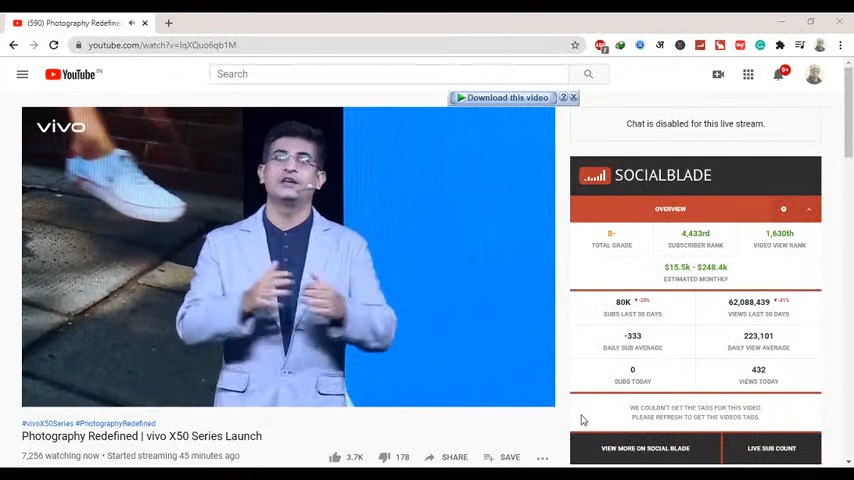 (590) Photography Redefine
youtube.com/watch?v=IqXQuo6qb1M
7
अ
YouTube IN
Search
9+
Download this video
?
vivo
Chat is disabled for this live stream.
SOCIALBLADE
OVERVIEW
B-
TOTAL GRADE
4,433rd
SUBSCRIBER RANK
1,630th
VIDEO VIEW RANK
$15.5k - $248.4k
ESTIMATED MONTHLY
80K
SUBS LAST 30 DAYS
62,088,439
VIEWS LAST 30 DAYS
-333
DAILY SUB AVERAGE
223,101
DAILY VIEW AVERAGE
0
SUBS TODAY
432
VIEWS TODAY
WE COULDN'T GET THE TAGS FOR THIS VIDEO.
PLEASE REFRESH TO GET THE VIDEOS TAGS.
VIEW MORE ON SOCIAL BLADE
LIVE SUB COUNT
#vivoX50Series #PhotographyRedefined
Photography Redefined | vivo X50 Series Launch
7,256 watching now • Started streaming 45 minutes ago
3.7K
178
SHARE
SAVE